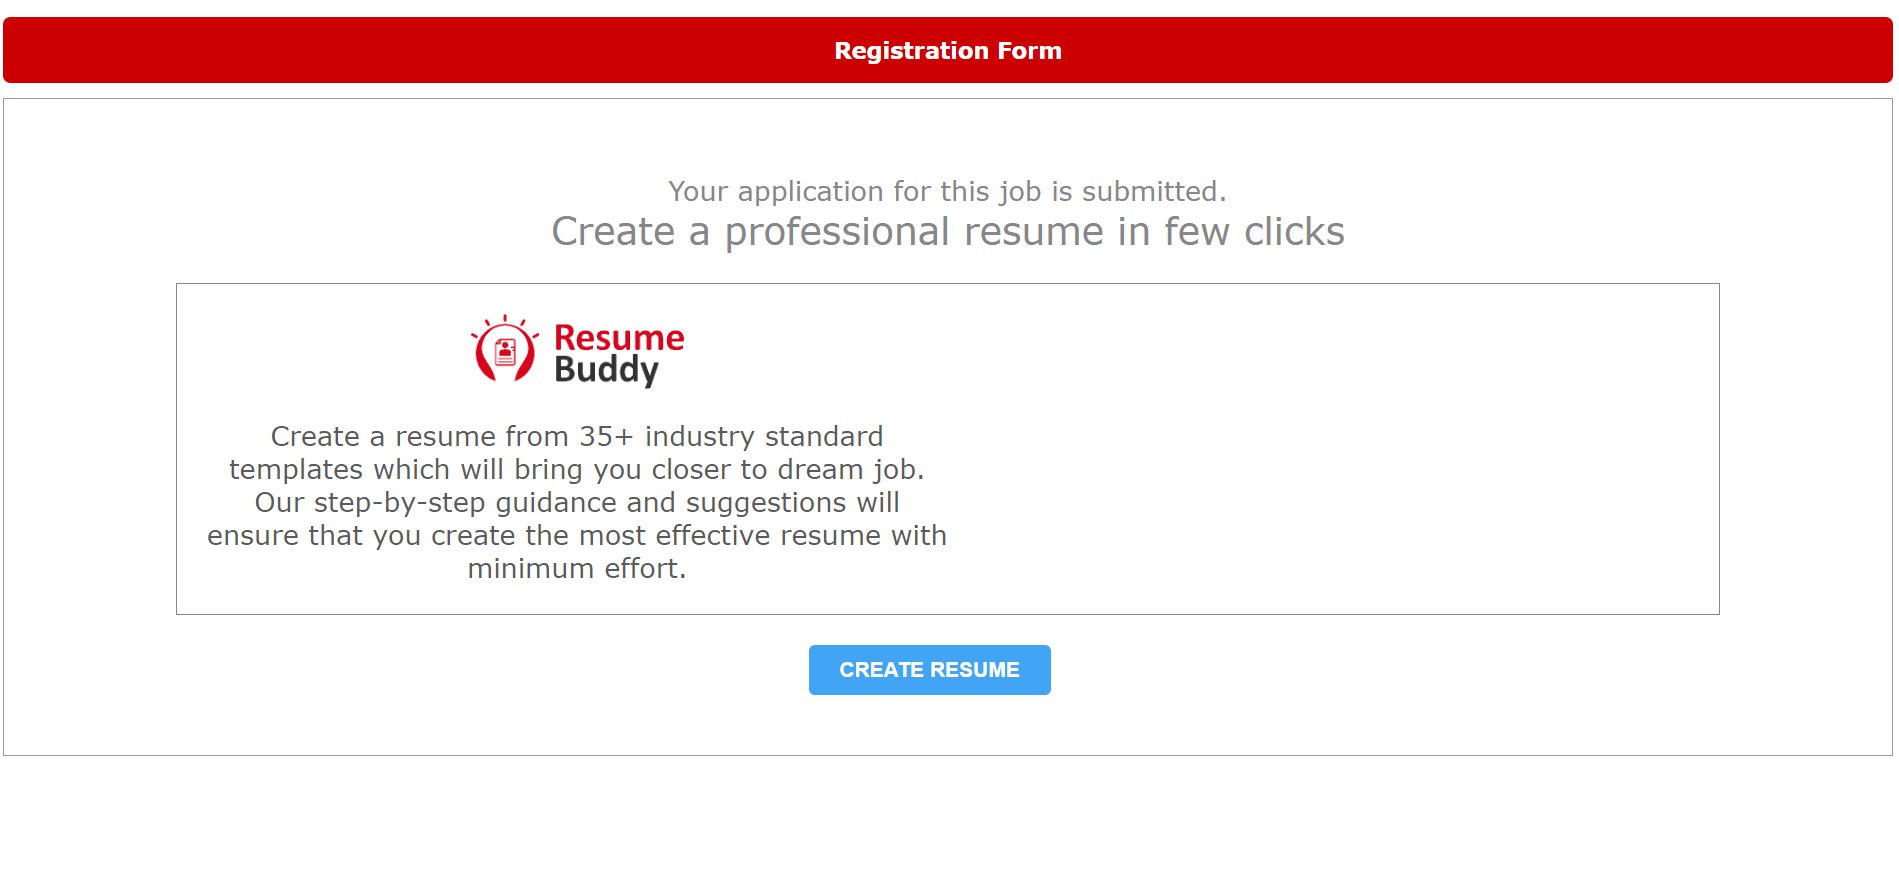 Registration Form
Your application for this job is submitted.
Create a professional resume in few clicks
Resume
Buddy
Create a resume from 35+ industry standard
templates which will bring you closer to dream job.
Our step-by-step guidance and suggestions will
ensure that you create the most effective resume with
minimum effort.
CREATE RESUME